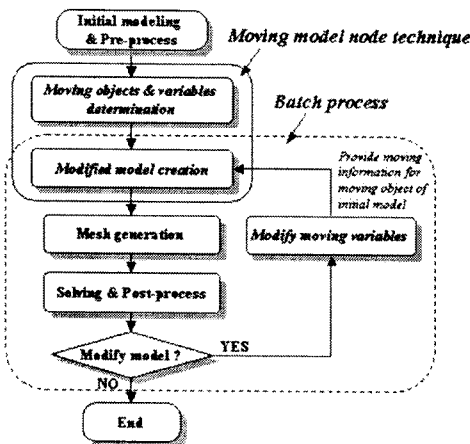 Initial modeling
& Pre-process
Moving model node technique
Moving objects & variables
determination
Batch process
Modified model creation
Provide moving
information for
moving object of
initial model
Mesh generation
Modify moving variables
Solving & Post-process
Modify model ?
YES
NO
End